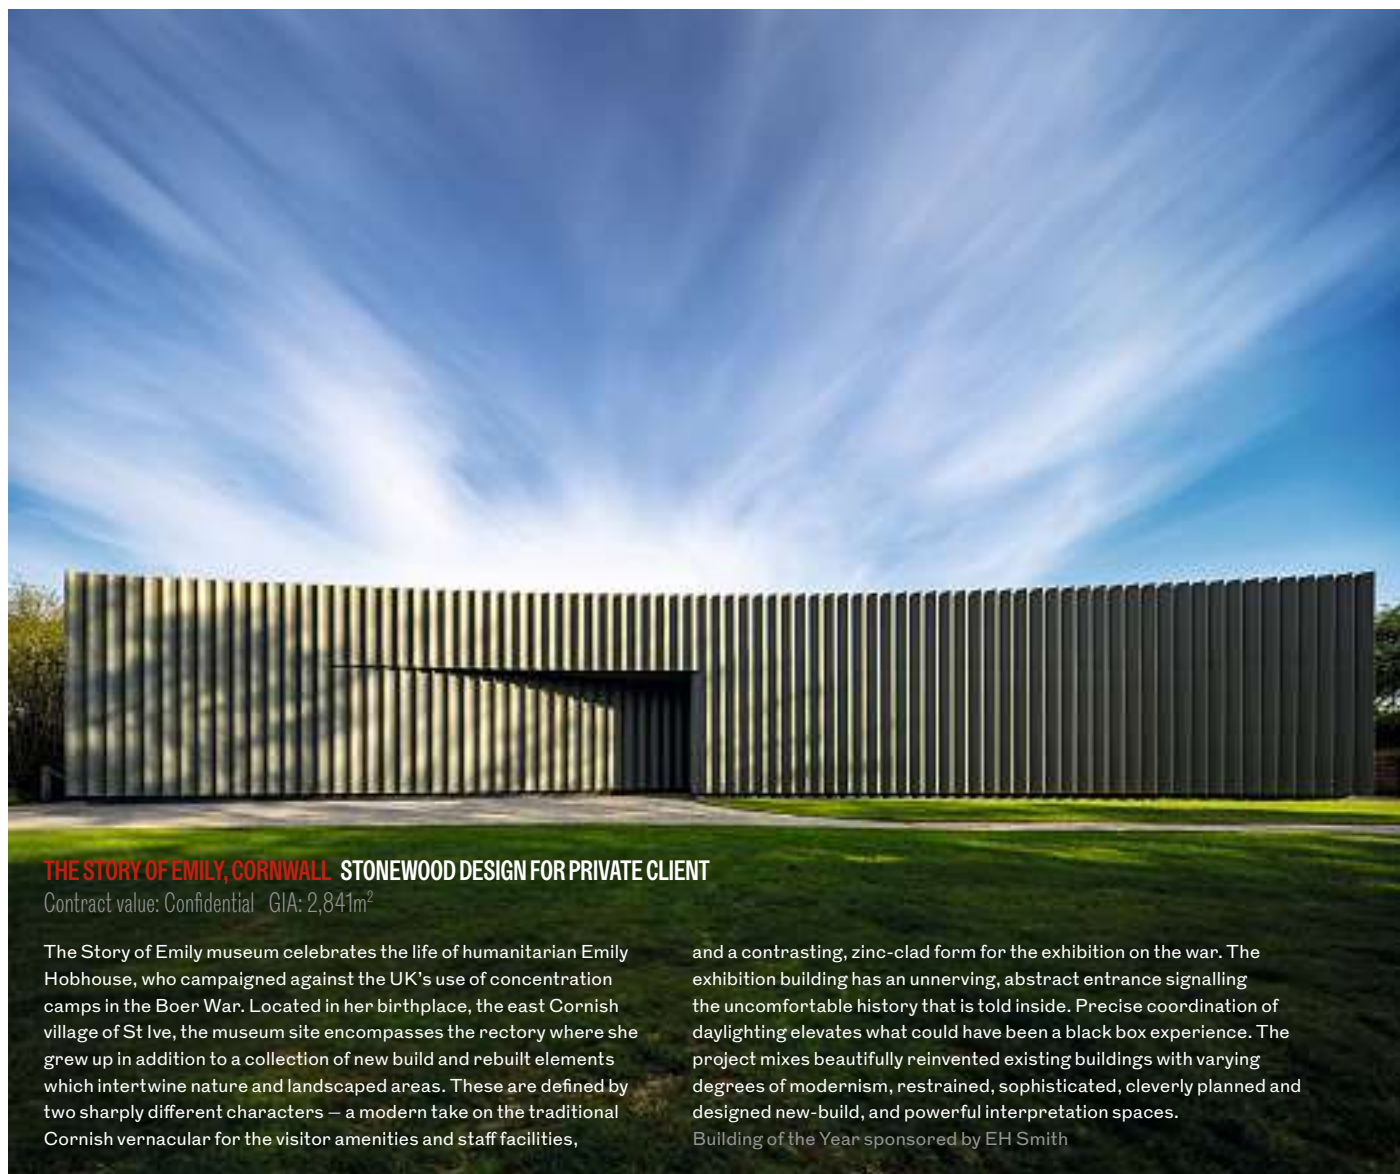 THE STORY OF EMILY, CORNWALL STONEWOOD DESIGN FOR PRIVATE CLIENT
Contract value: Confidential GIA: 2,841m²
The Story of Emily museum celebrates the life of humanitarian Emily
Hobhouse, who campaigned against the UK's use of concentration
camps in the Boer War. Located in her birthplace, the east Cornish
village of St Ive, the museum site encompasses the rectory where she
grew up in addition to a collection of new build and rebuilt elements
which intertwine nature and landscaped areas. These are defined by
two sharply different characters – a modern take on the traditional
Cornish vernacular for the visitor amenities and staff facilities,
and a contrasting, zinc-clad form for the exhibition on the war. The
exhibition building has an unnerving, abstract entrance signalling
the uncomfortable history that is told inside. Precise coordination of
daylighting elevates what could have been a black box experience. The
project mixes beautifully reinvented existing buildings with varying
degrees of modernism, restrained, sophisticated, cleverly planned and
designed new-build, and powerful interpretation spaces.
Building of the Year sponsored by EH Smith